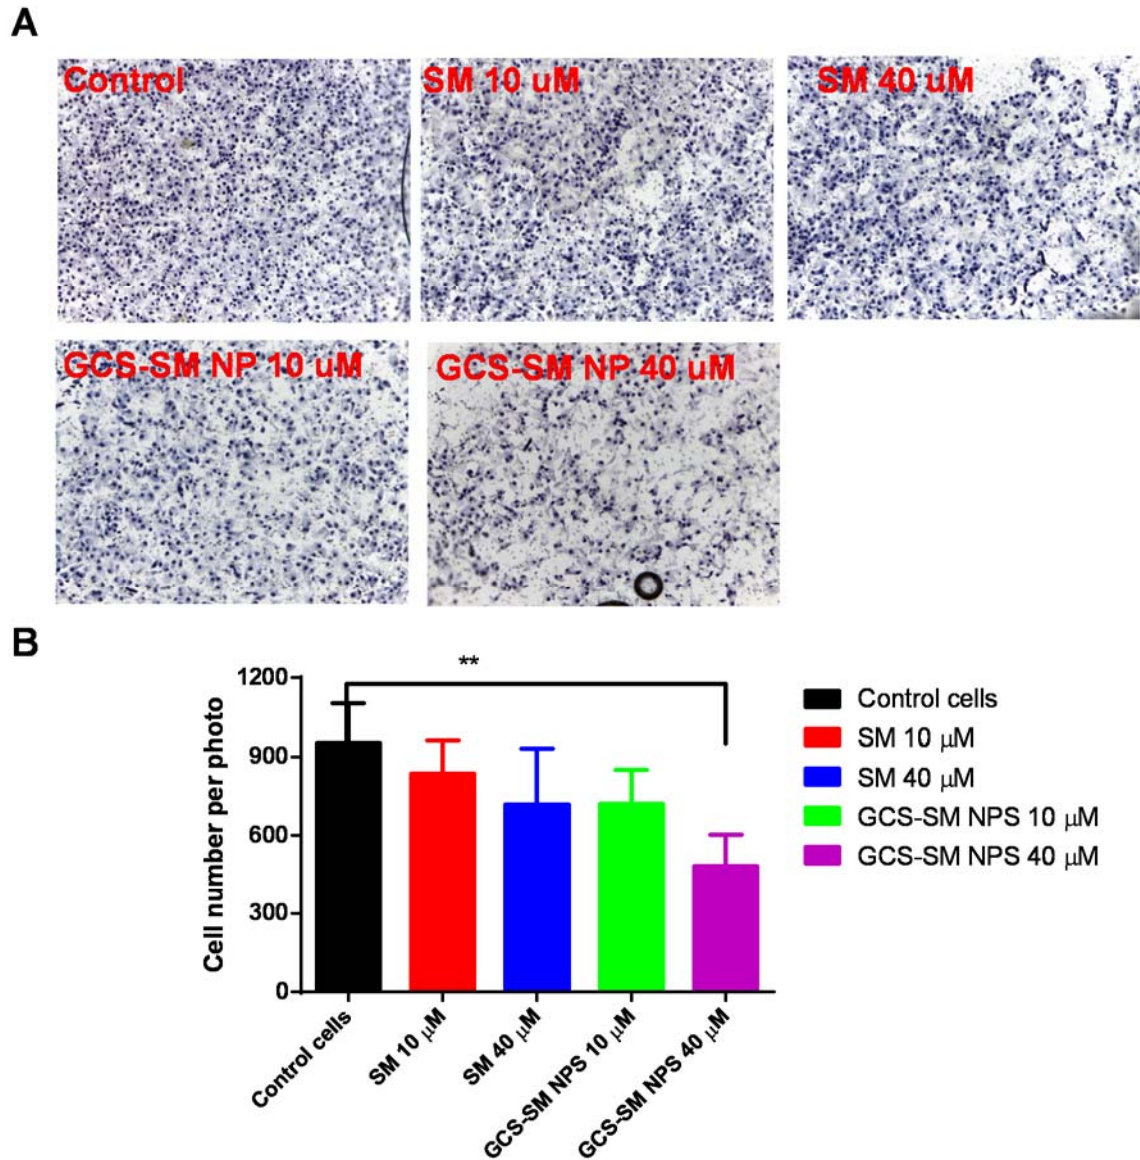 A
Control
SM 10 uM
SM 40 uM
GCS-SM NP 10 uM
GCS-SM NP 40 uM
B
**
Cell number per photo
1200
900
600
300
0
Control cells
SM 10 μM
SM 40 μM
GCS-SM NPS 10 μM
GCS-SM NPS 40 μM
Control cells
SM 10 μM
SM 40 μM
GCS-SM NPS 10 μM
GCS-SM NPS 40 μM